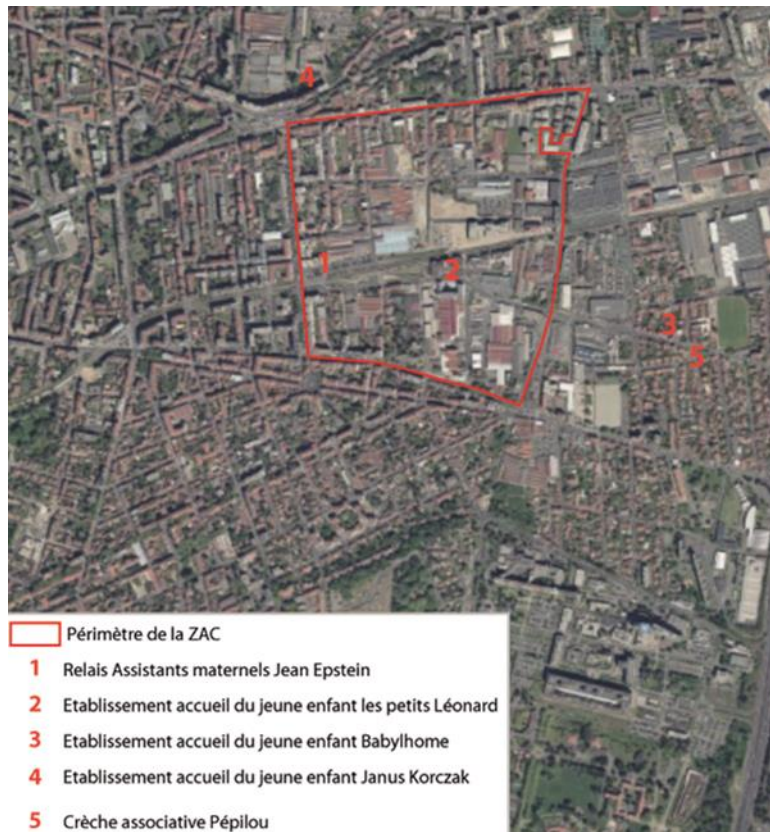 4
1
2
3
5
Périmètre de la ZAC
1 Relais Assistants maternels Jean Epstein
2 Etablissement accueil du jeune enfant les petits Léonard
3 Etablissement accueil du jeune enfant Babylhome
4 Etablissement accueil du jeune enfant Janus Korczak
5 Crèche associative Pépilou